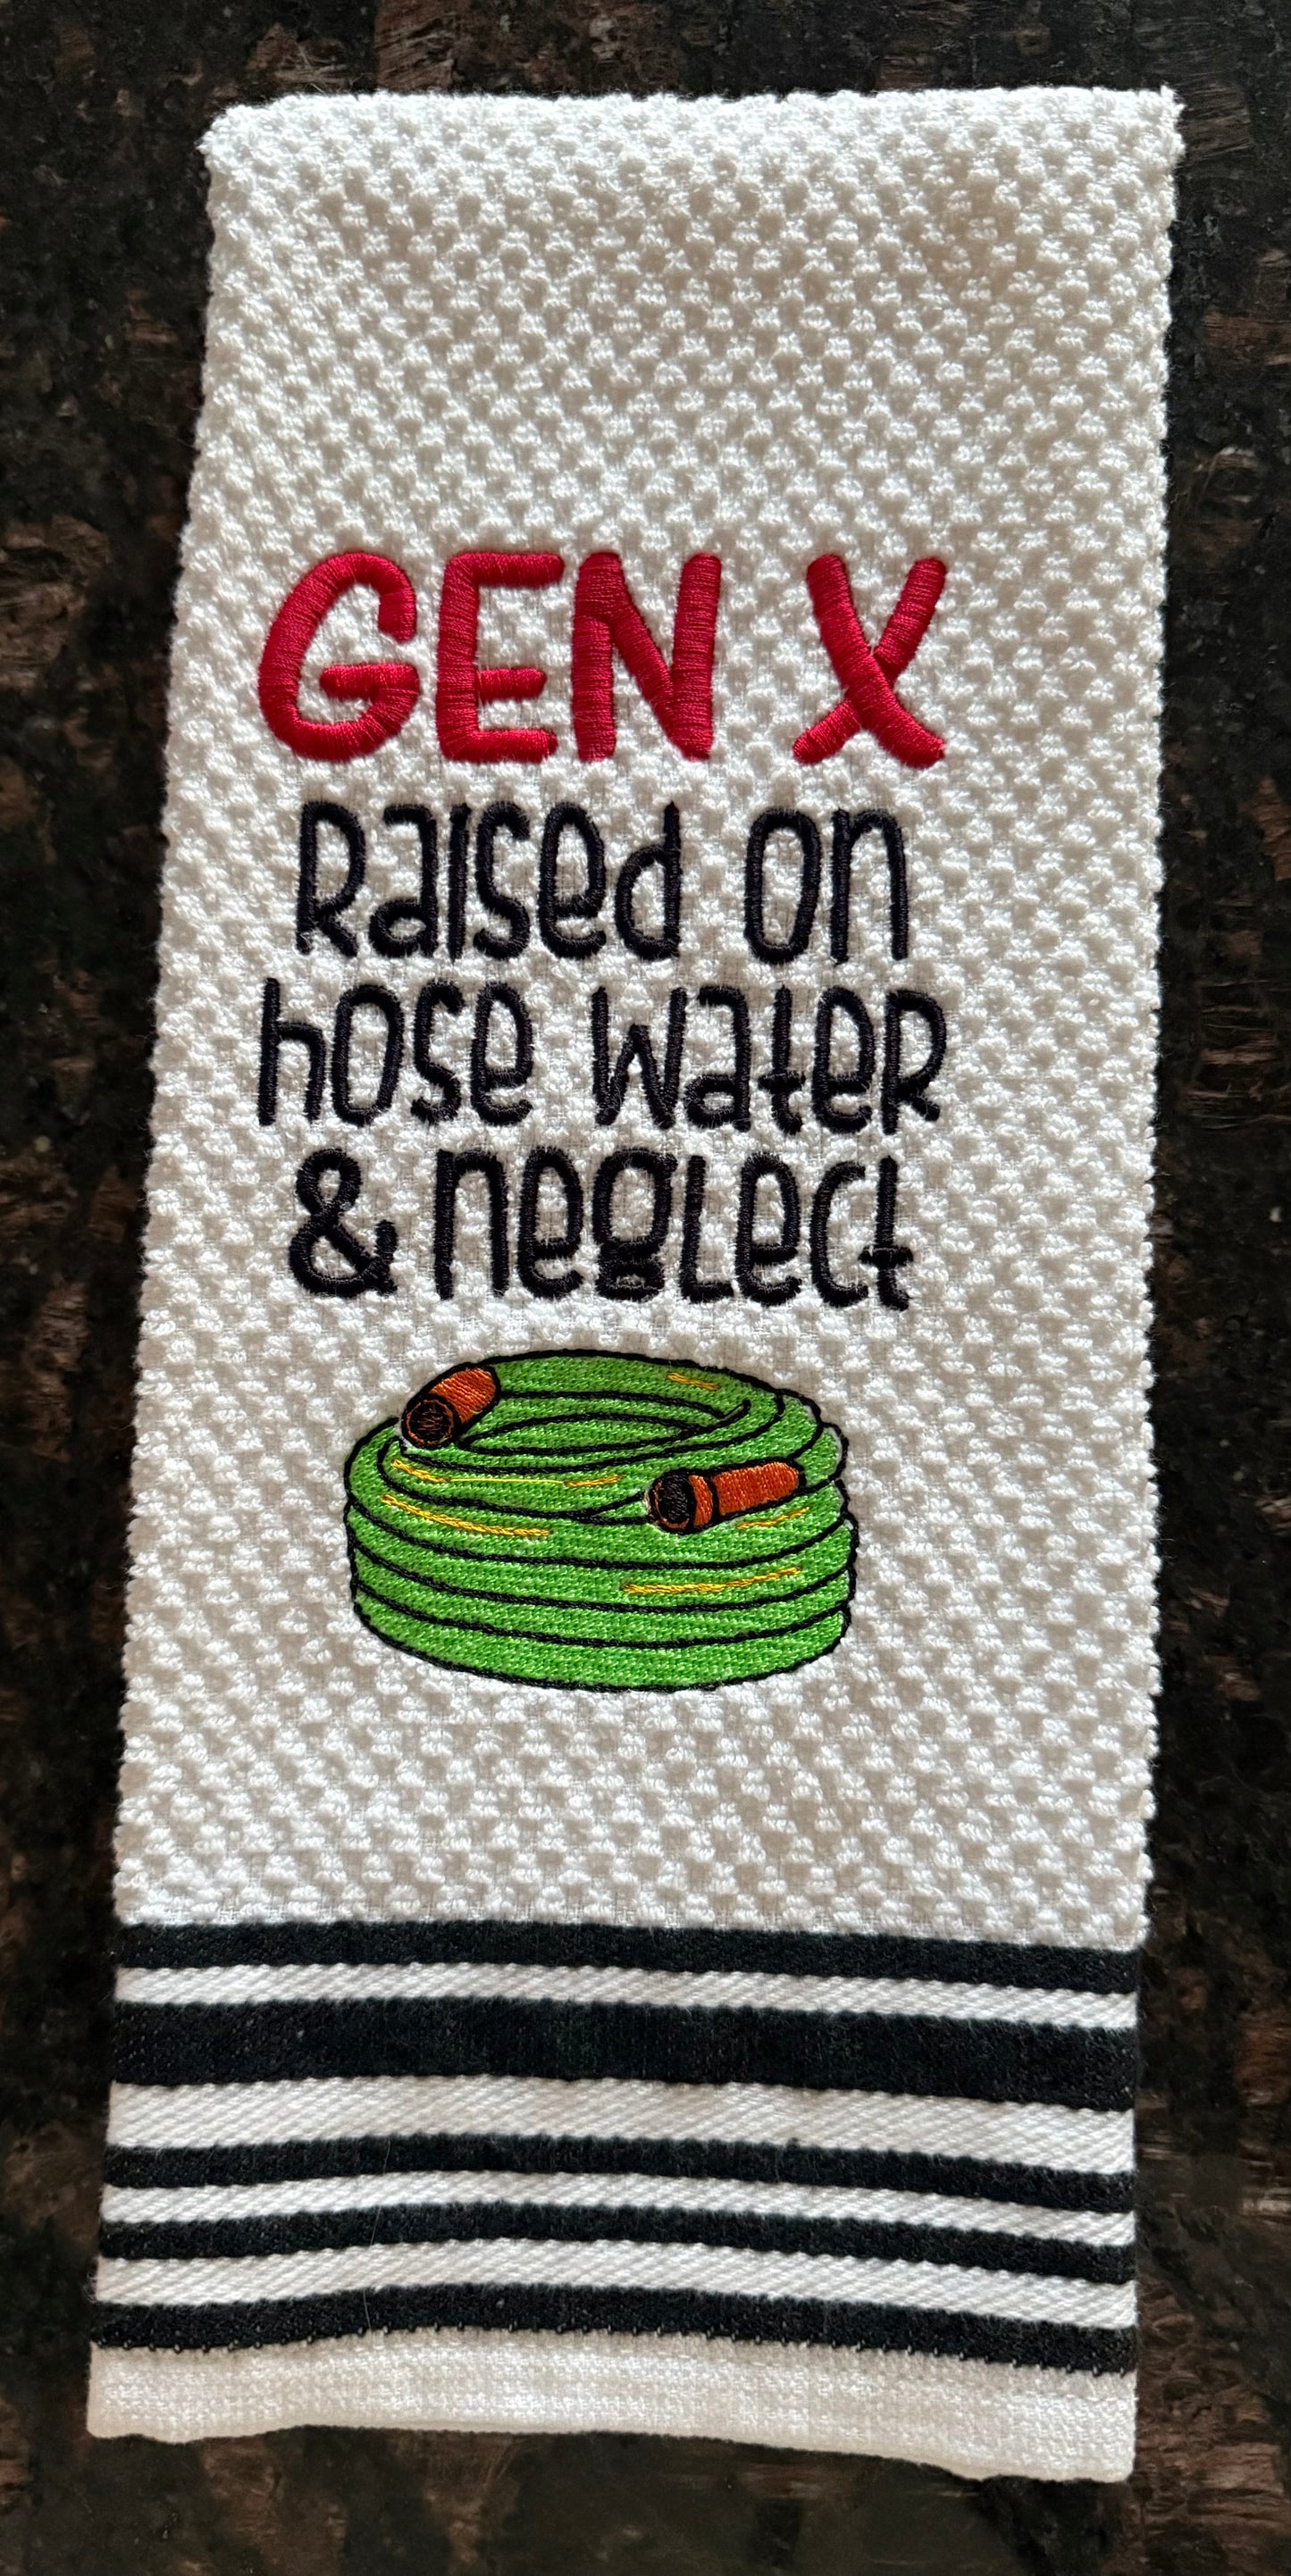 GEN X
Raised on
hose water
& neglect